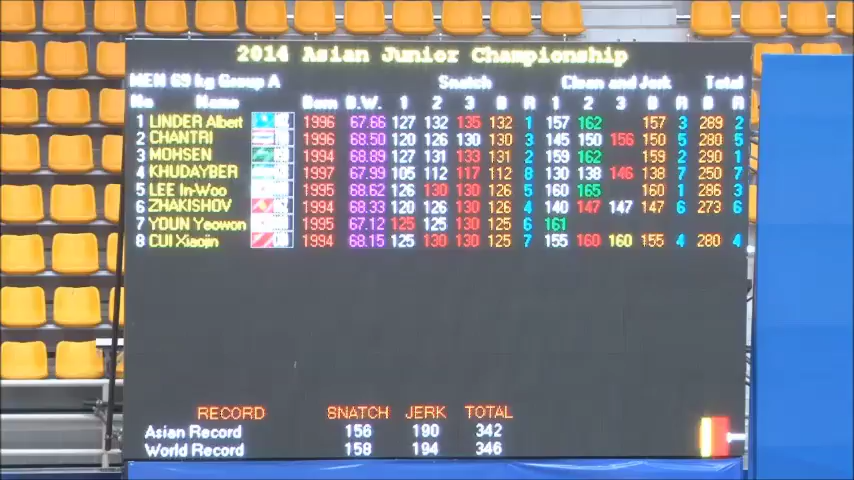 2014 Asian Junior Championship
MEN 69 kg Group A Snatch Clean and Jerk Total
No Name Born B.W. 1 2 3 B R 1 2 3 B R B R
1 LINDER Albert 1996 67.66 127 132 135 132 1 157 162 157 3 289 2
2 CHANTRI 1996 68.50 120 126 130 130 3 145 150 156 150 5 280 5
3 MOHSEN 1994 68.89 127 131 133 131 2 159 162 159 2 290 1
4 KHUDAYBER 1997 67.99 105 112 117 112 8 130 138 146 138 7 250 7
5 LEE In-Woo 1995 68.62 126 130 130 126 5 160 165 160 1 286 3
6 ZHAKISHOV 1994 68.33 120 126 130 126 4 140 147 147 147 6 273 6
7 YOUN Yeowon 1995 67.12 125 125 130 125 6 161
8 CUI Xiaojin 1994 68.15 125 130 130 125 7 155 160 160 155 4 280 4
RECORD SNATCH JERK TOTAL
Asian Record 156 190 342
World Record 158 194 346